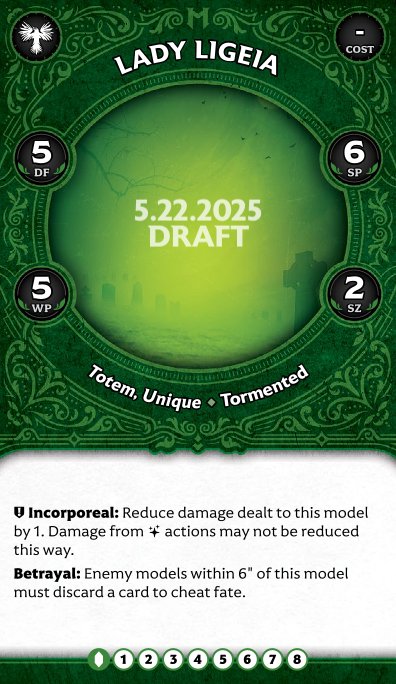 LADY LIGEIA
-
COST
5
DF
6
SP
5.22.2025
DRAFT
5
WP
2
SZ
Totem, Unique ◆ Tormented
Incorporeal: Reduce damage dealt to this model
by 1. Damage from actions may not be reduced
this way.
Betrayal: Enemy models within 6" of this model
must discard a card to cheat fate.
1 2 3 4 5 6 7 8